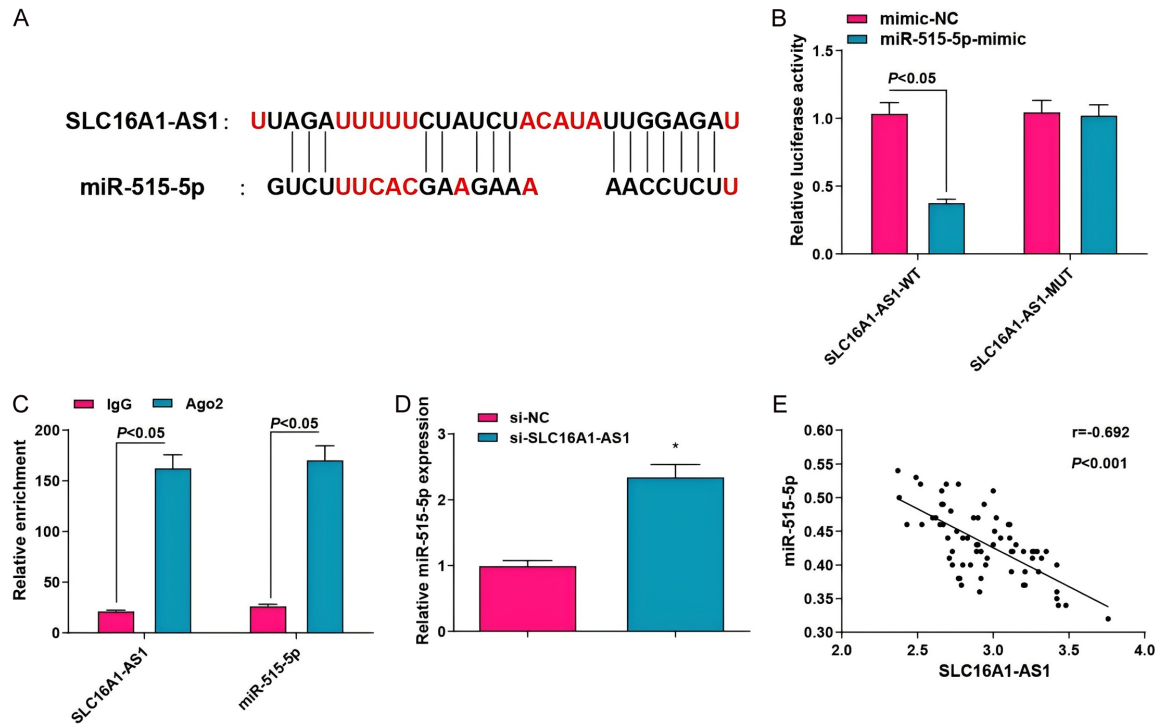 A
SLC16A1-AS1: UUAGAUUUUUCUAUCUACAUAUUGGAGAU
miR-515-5p : GUCUUUCACGAAGAAA AACCUCUU
B
mimic-NC
miR-515-5p-mimic
Relative luciferase activity
1.5
1.0
0.5
0.0
P<0.05
SLC16A1-AS1-WT
SLC16A1-AS1-MUT
C
IgG
Ago2
Relative enrichment
200
150
100
50
0
P<0.05
P<0.05
SLC16A1-AS1
miR-515-5p
D
si-NC
si-SLC16A1-AS1
Relative miR-515-5p expression
3
2
1
0
*
E
r=-0.692
P<0.001
miR-515-5p
0.60
0.55
0.50
0.45
0.40
0.35
0.30
2.0 2.5 3.0 3.5 4.0
SLC16A1-AS1